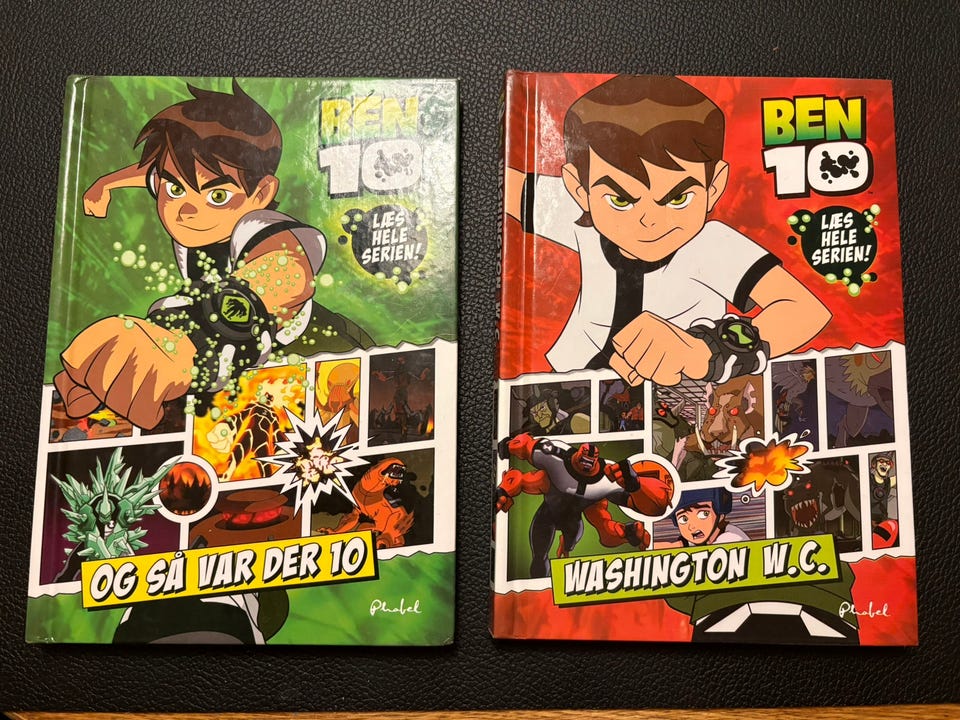 BEN
10
LÆS
HELE
SERIEN!
OG SÅ VAR DER 10
Phabel
BEN
10
LÆS
HELE
SERIEN!
WASHINGTON W.C.
Phabel